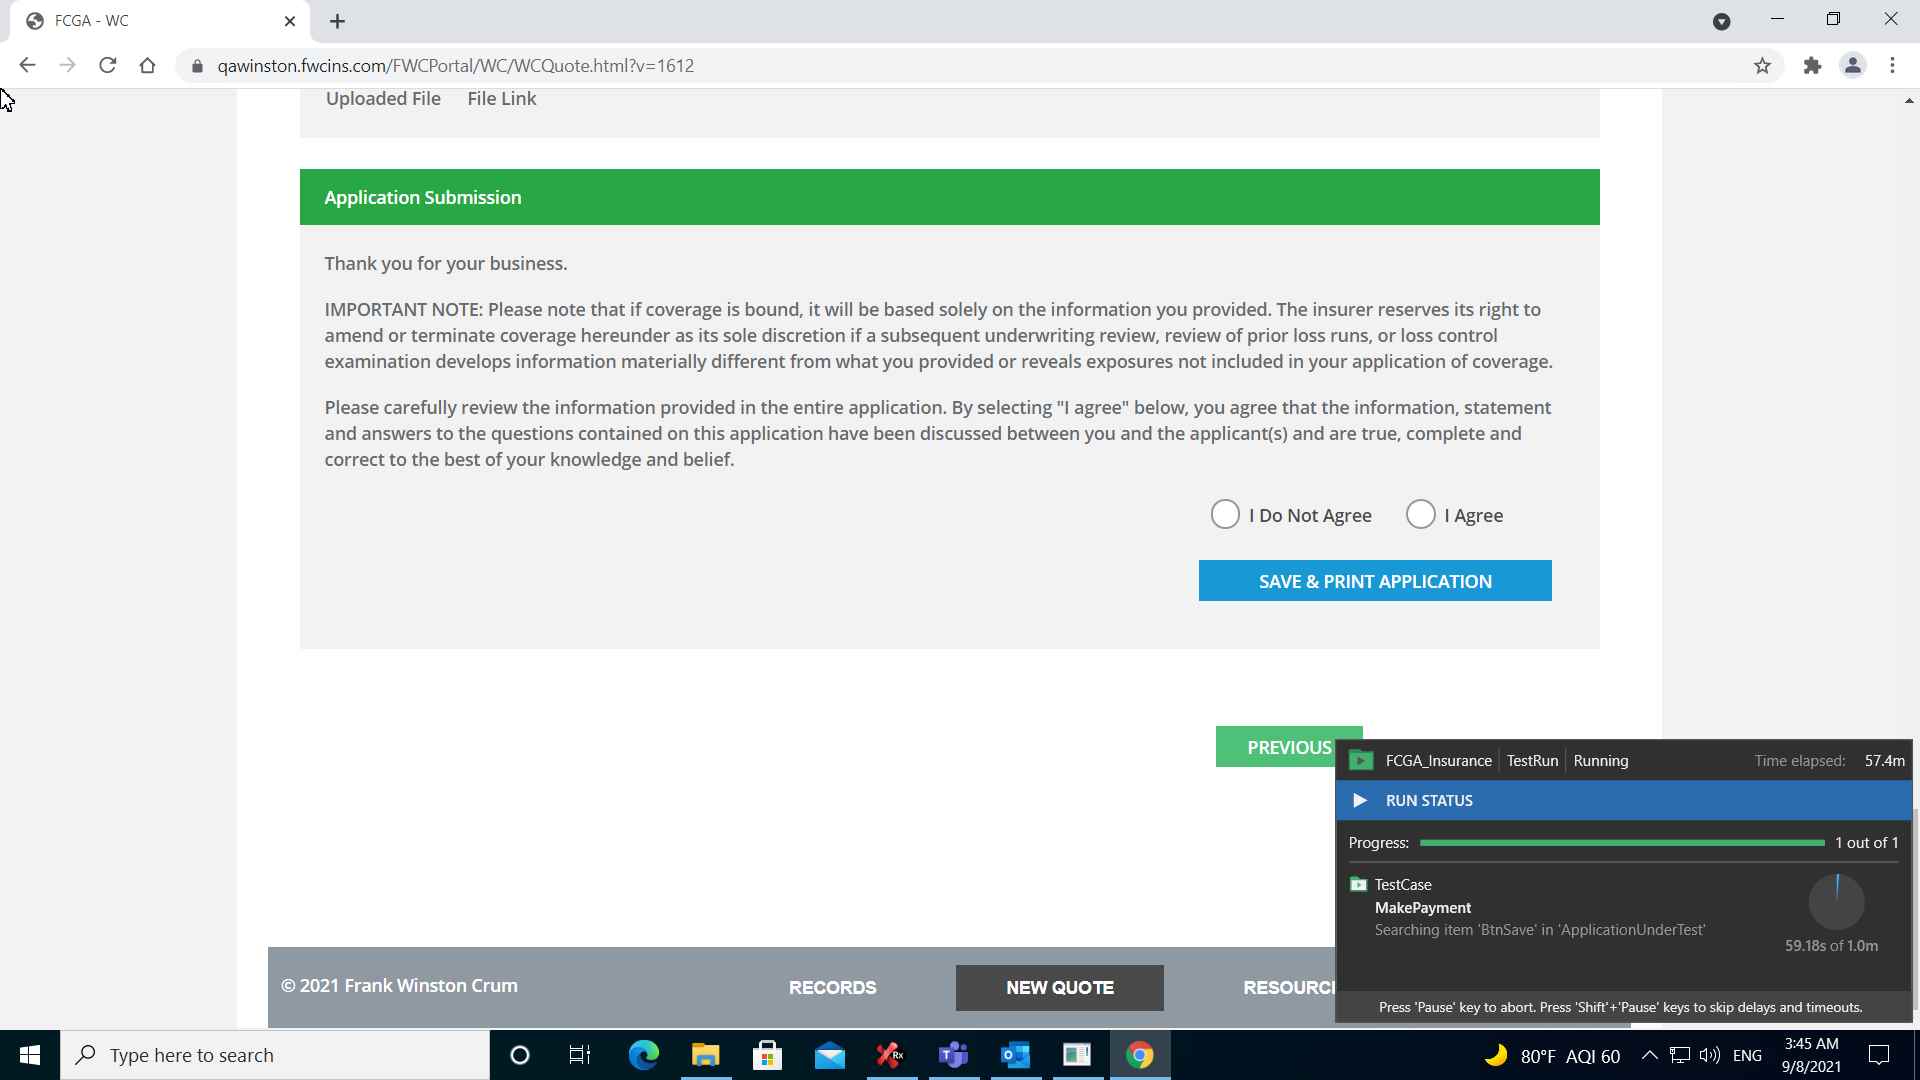 FCGA - WC
qawinston.fwcins.com/FWCPortal/WC/WCQuote.html?v=1612
Uploaded File File Link
Application Submission
Thank you for your business.
IMPORTANT NOTE: Please note that if coverage is bound, it will be based solely on the information you provided. The insurer reserves its right to
amend or terminate coverage hereunder as its sole discretion if a subsequent underwriting review, review of prior loss runs, or loss control
examination develops information materially different from what you provided or reveals exposures not included in your application of coverage.
Please carefully review the information provided in the entire application. By selecting "I agree" below, you agree that the information, statement
and answers to the questions contained on this application have been discussed between you and the applicant(s) and are true, complete and
correct to the best of your knowledge and belief.
I Do Not Agree I Agree
SAVE & PRINT APPLICATION
PREVIOUS
FCGA_Insurance TestRun Running Time elapsed: 57.4m
RUN STATUS
Progress: 1 out of 1
TestCase
MakePayment
Searching item 'BtnSave' in 'ApplicationUnderTest'
59.18s of 1.0m
Press 'Pause' key to abort. Press 'Shift'+'Pause' keys to skip delays and timeouts.
© 2021 Frank Winston Crum RECORDS NEW QUOTE RESOURC
Type here to search
Rx
80°F AQI 60 ENG
3:45 AM
9/8/2021